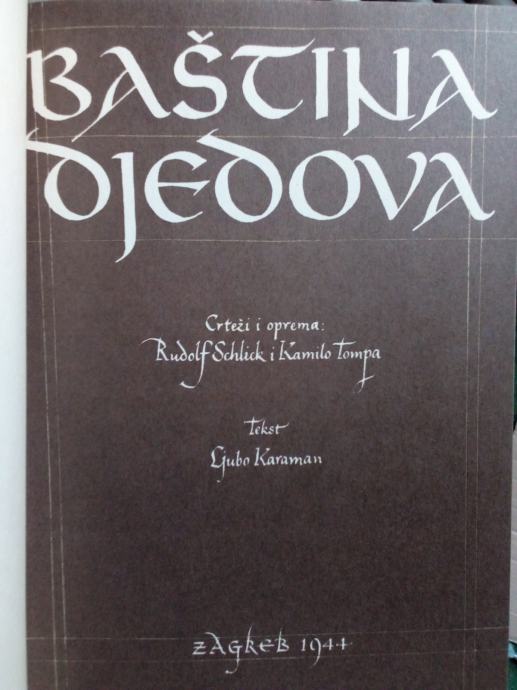 BAŠTINA
DJEDOVA
Crteži i oprema:
Rudolf Schlick i Kamilo Tompa
Tekst
Ljubo Karaman
ZAGREB 1944